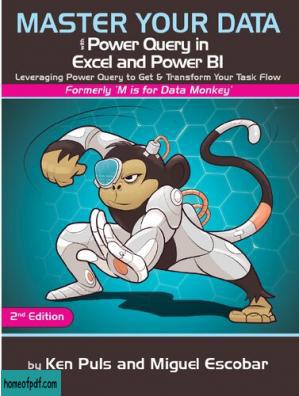 MASTER YOUR DATA
with Power Query in
Excel and Power BI
Leveraging Power Query to Get & Transform Your Task Flow
Formerly 'M is for Data Monkey'
2nd Edition
by Ken Puls and Miguel Escobar
homeofpdf.com